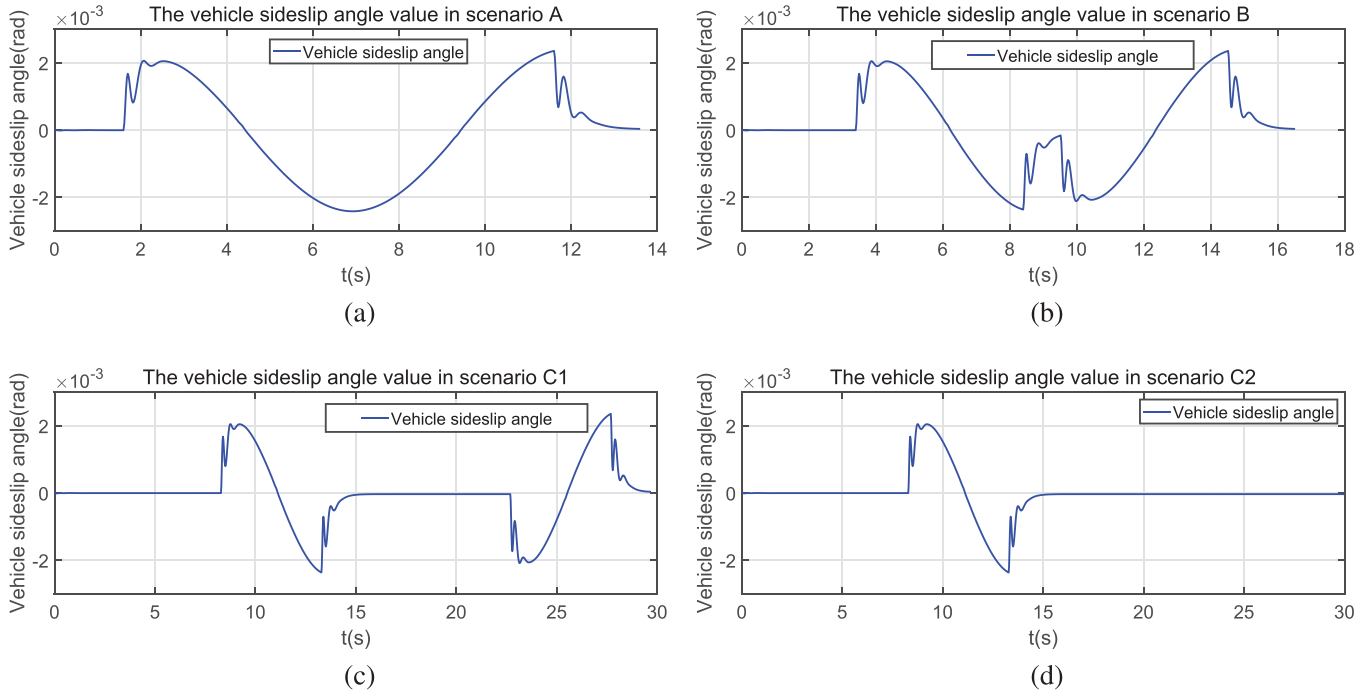 The vehicle sideslip angle value in scenario A
×10-3
Vehicle sideslip angle(rad)
2
0
-2
Vehicle sideslip angle
0 2 4 6 8 10 12 14
t(s)
(a)
The vehicle sideslip angle value in scenario B
×10-3
Vehicle sideslip angle(rad)
2
0
-2
Vehicle sideslip angle
0 2 4 6 8 10 12 14 16 18
t(s)
(b)
The vehicle sideslip angle value in scenario C1
×10-3
Vehicle sideslip angle(rad)
2
0
-2
Vehicle sideslip angle
0 5 10 15 20 25 30
t(s)
(c)
The vehicle sideslip angle value in scenario C2
×10-3
Vehicle sideslip angle(rad)
2
0
-2
Vehicle sideslip angle
0 5 10 15 20 25 30
t(s)
(d)